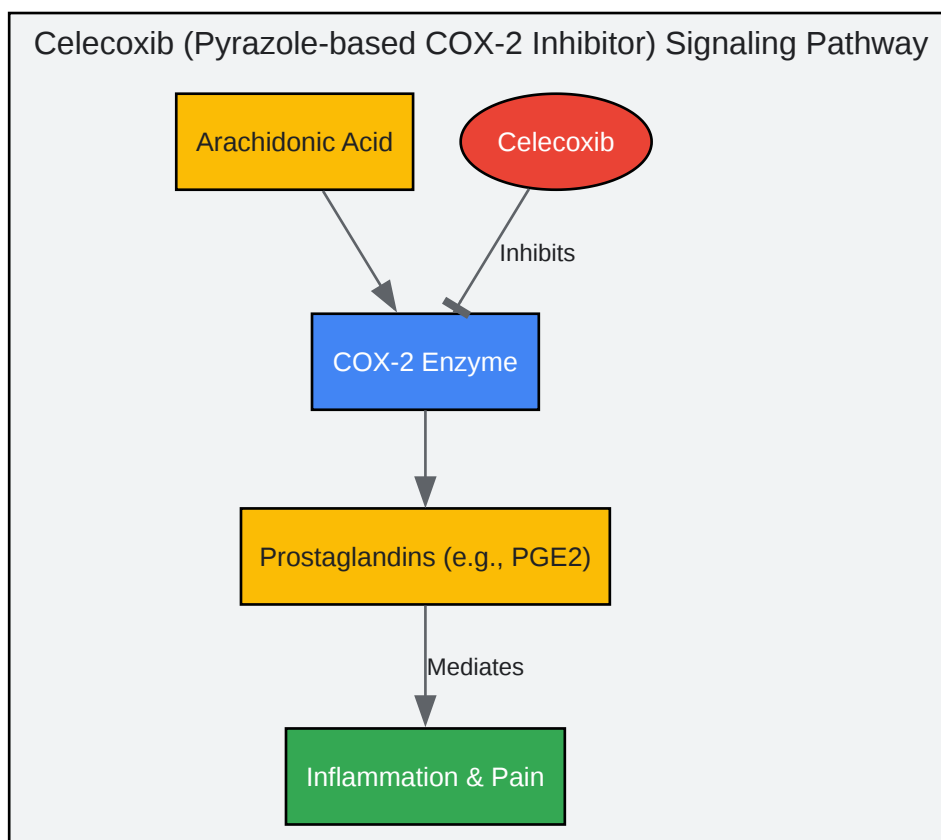 Celecoxib (Pyrazole-based COX-2 Inhibitor) Signaling Pathway
Arachidonic Acid
Celecoxib
Inhibits
COX-2 Enzyme
Prostaglandins (e.g., PGE2)
Mediates
Inflammation & Pain